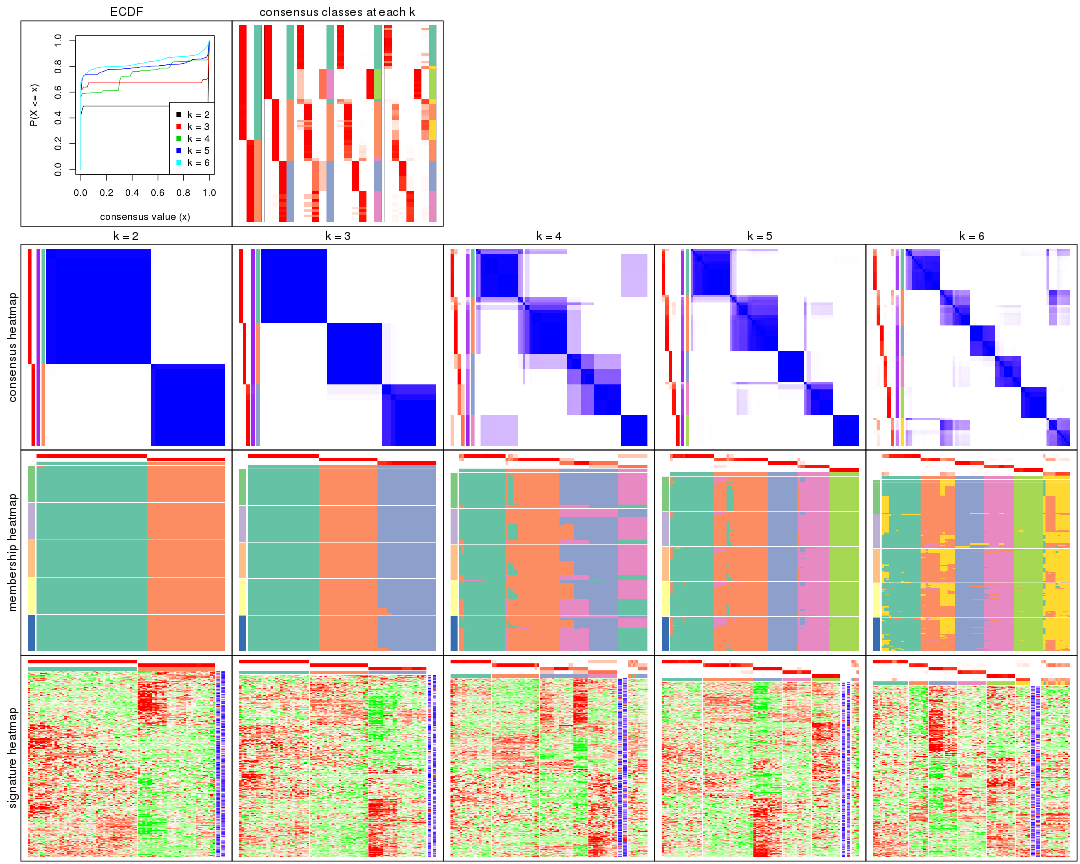 ECDF
consensus classes at each k
P(X <= x)
0.0
0.2
0.4
0.6
0.8
1.0
k = 2
k = 3
k = 4
k = 5
k = 6
0.0 0.2 0.4 0.6 0.8 1.0
consensus value (x)
k = 2
k = 3
k = 4
k = 5
k = 6
consensus heatmap
membership heatmap
signature heatmap